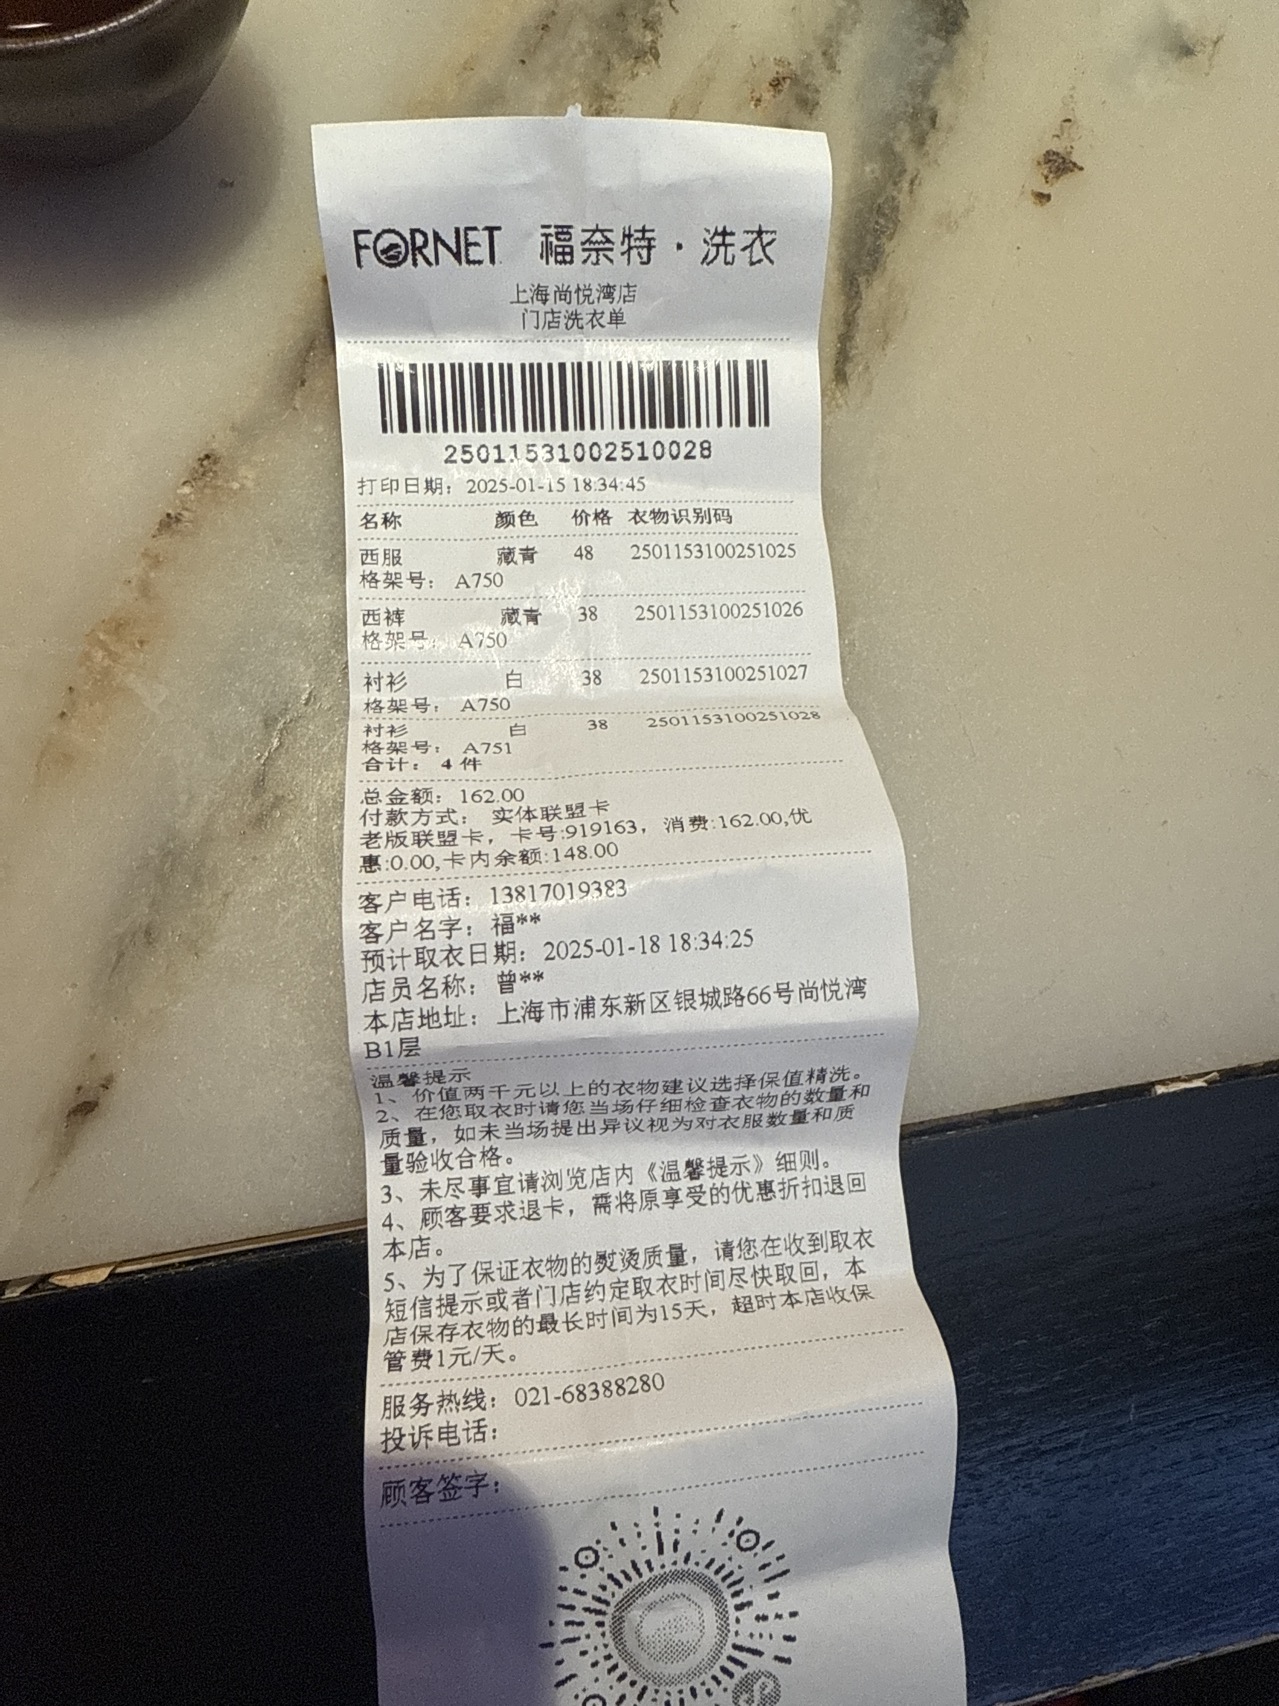 FORNET 福奈特·洗衣
上海尚悦湾店
门店洗衣单
25011531002510028
打印日期：2025-01-15 18:34:45
名称 颜色 价格 衣物识别码
西服 藏青 48 2501153100251025
格架号： A750
西裤 藏青 38 2501153100251026
格架号： A750
衬衫 白 38 2501153100251027
格架号： A750
衬衫 白 38 2501153100251028
格架号： A751
合计： 4 件
总金额：162.00
付款方式： 实体联盟卡
老版联盟卡，卡号:919163，消费:162.00,优
惠:0.00,卡内余额:148.00
客户电话：13817019383
客户名字：福**
预计取衣日期：2025-01-18 18:34:25
店员名称：曾**
本店地址：上海市浦东新区银城路66号尚悦湾
B1层
温馨提示
1、价值两千元以上的衣物建议选择保值精洗。
2、在您取衣时请您当场仔细检查衣物的数量和
质量，如未当场提出异议视为对衣服数量和质
量验收合格。
3、未尽事宜请浏览店内《温馨提示》细则。
4、顾客要求退卡，需将原享受的优惠折扣退回
本店。
5、为了保证衣物的熨烫质量，请您在收到取衣
短信提示或者门店约定取衣时间尽快取回，本
店保存衣物的最长时间为15天，超时本店收保
管费1元/天。
服务热线：021-68388280
投诉电话：
顾客签字：